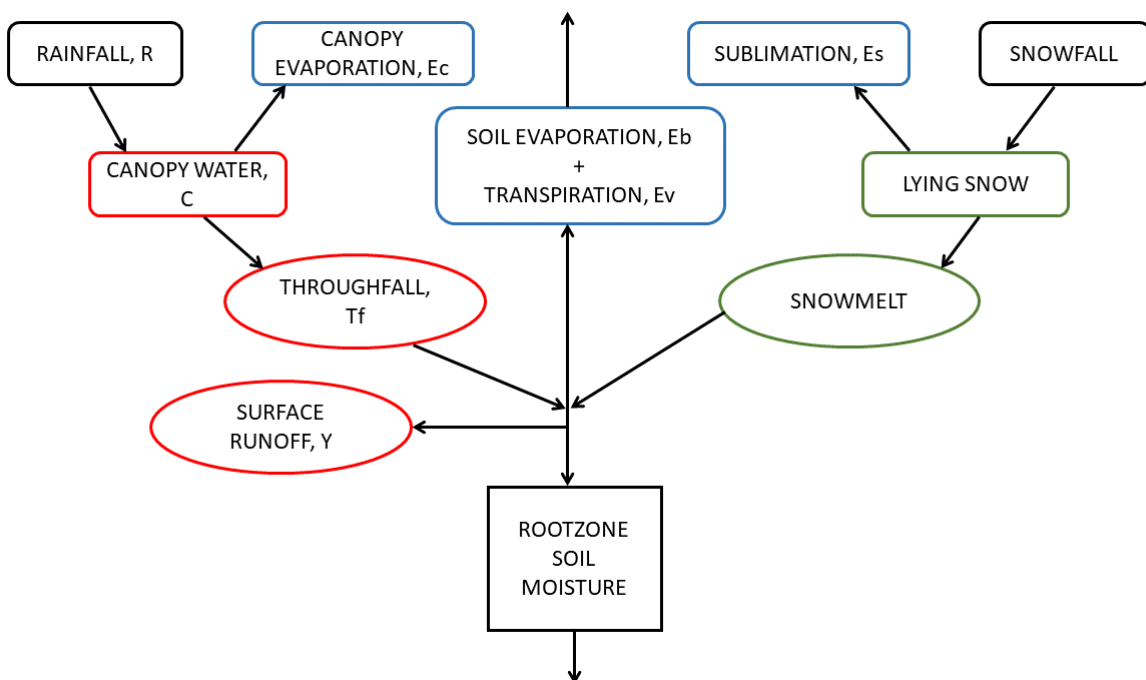 RAINFALL, R
CANOPY
EVAPORATION, Ec
SUBLIMATION, Es
SNOWFALL
SOIL EVAPORATION, Eb
+
TRANSPIRATION, Ev
CANOPY WATER,
C
LYING SNOW
THROUGHFALL,
Tf
SNOWMELT
SURFACE
RUNOFF, Y
ROOTZONE
SOIL
MOISTURE